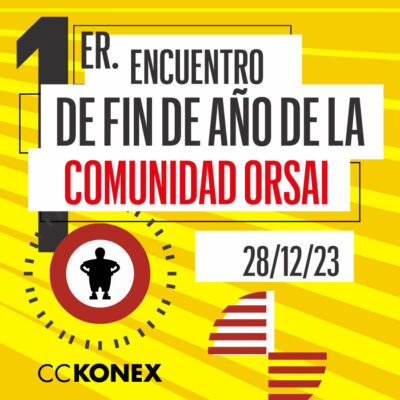 1ER. ENCUENTRO
DE FIN DE AÑO DE LA
COMUNIDAD ORSAI
28/12/23
CCKONEX